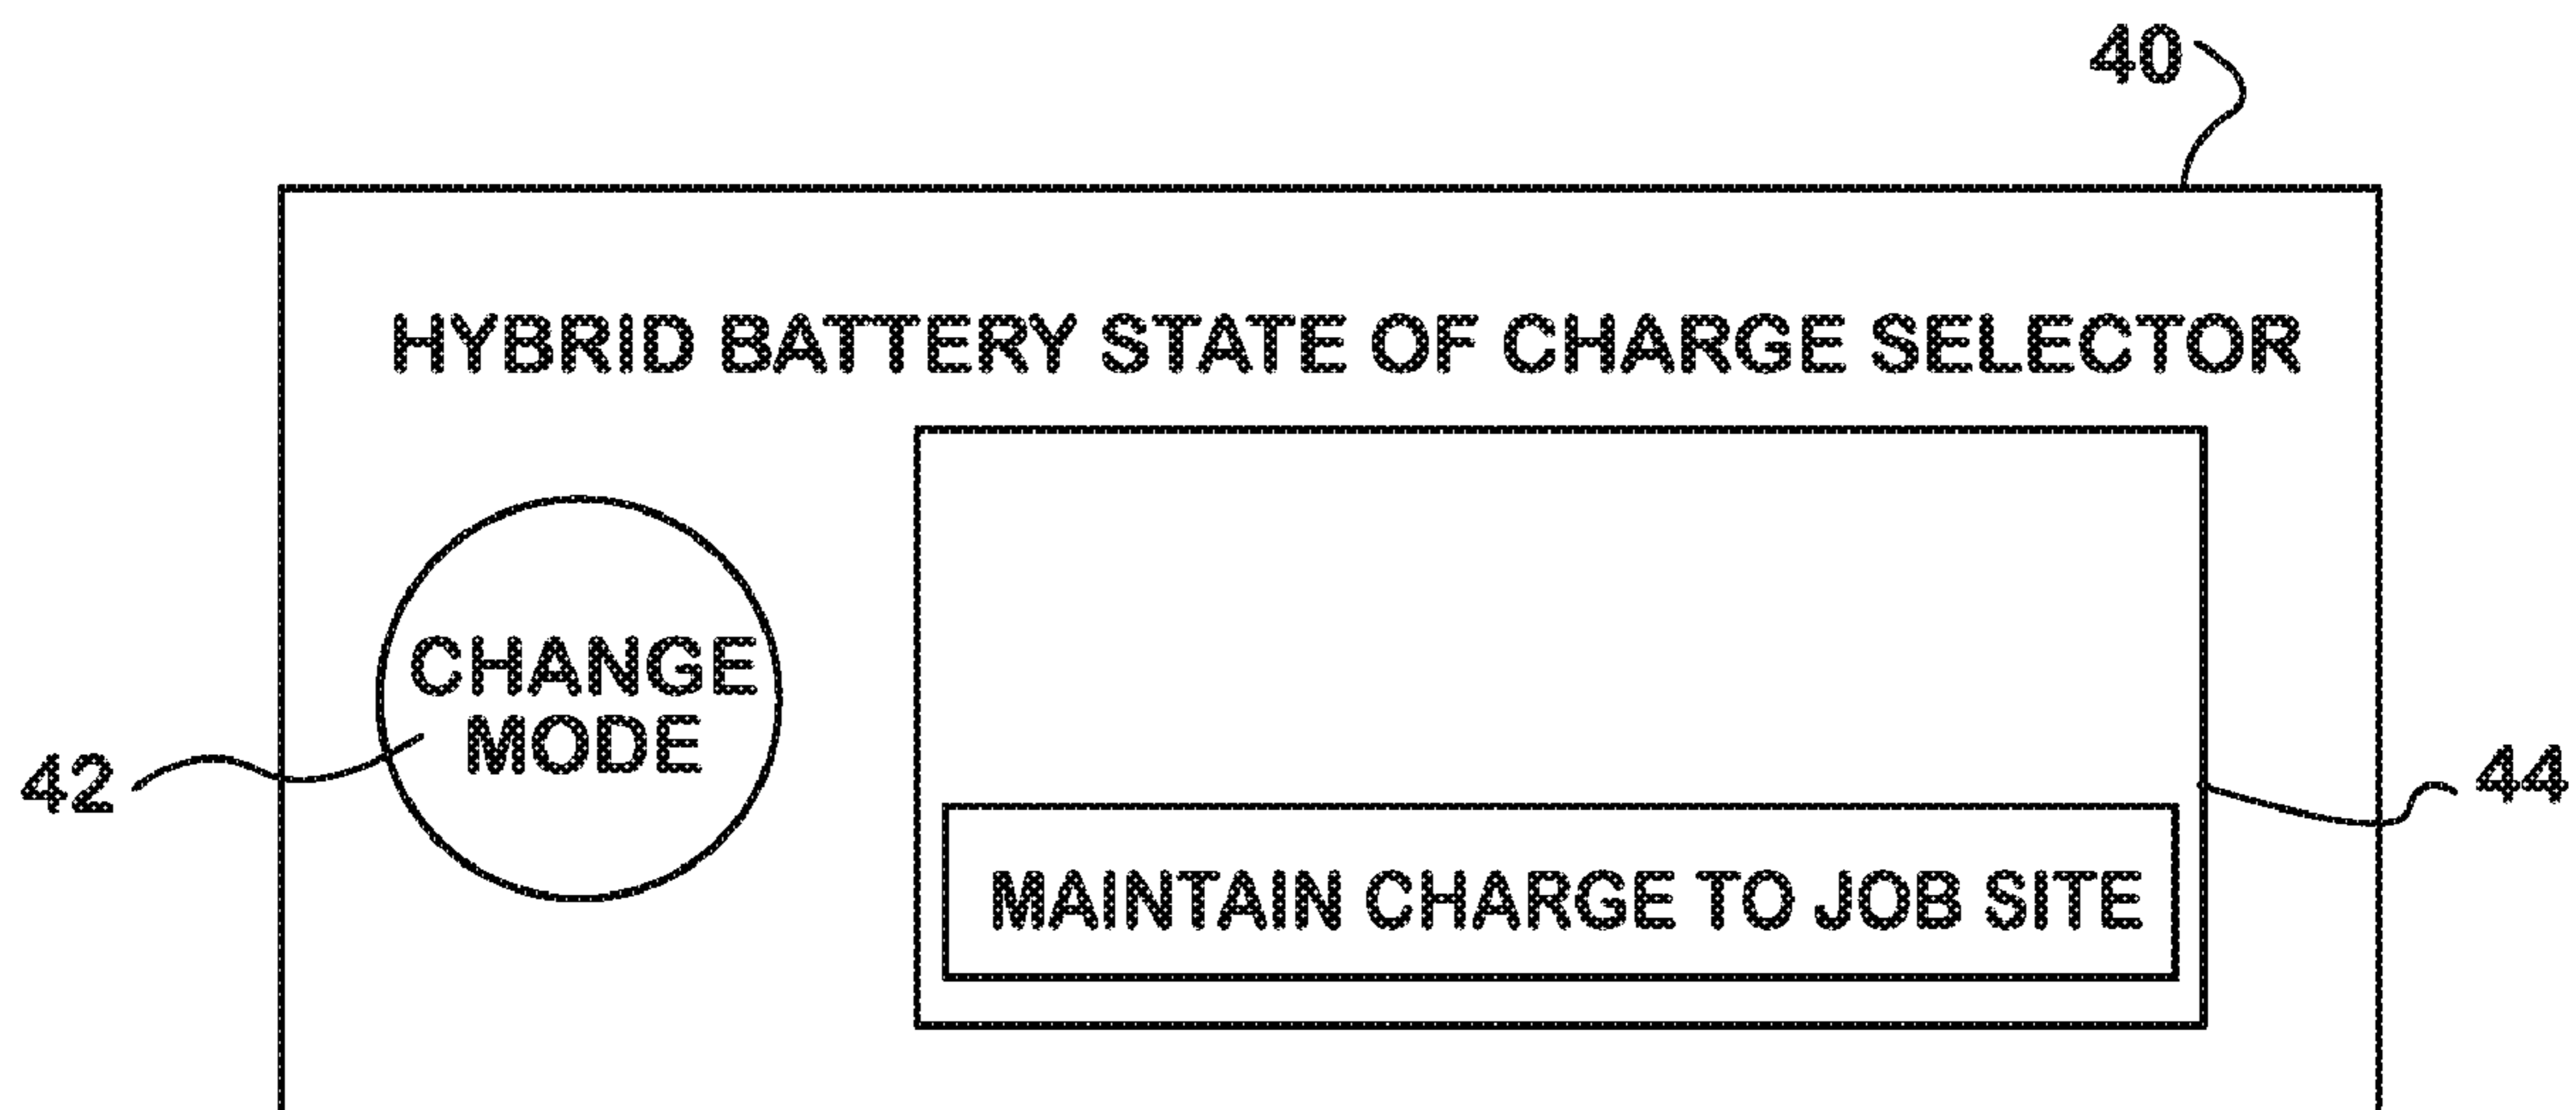 40
HYBRID BATTERY STATE OF CHARGE SELECTOR
CHANGE
MODE
42
44
MAINTAIN CHARGE TO JOB SITE